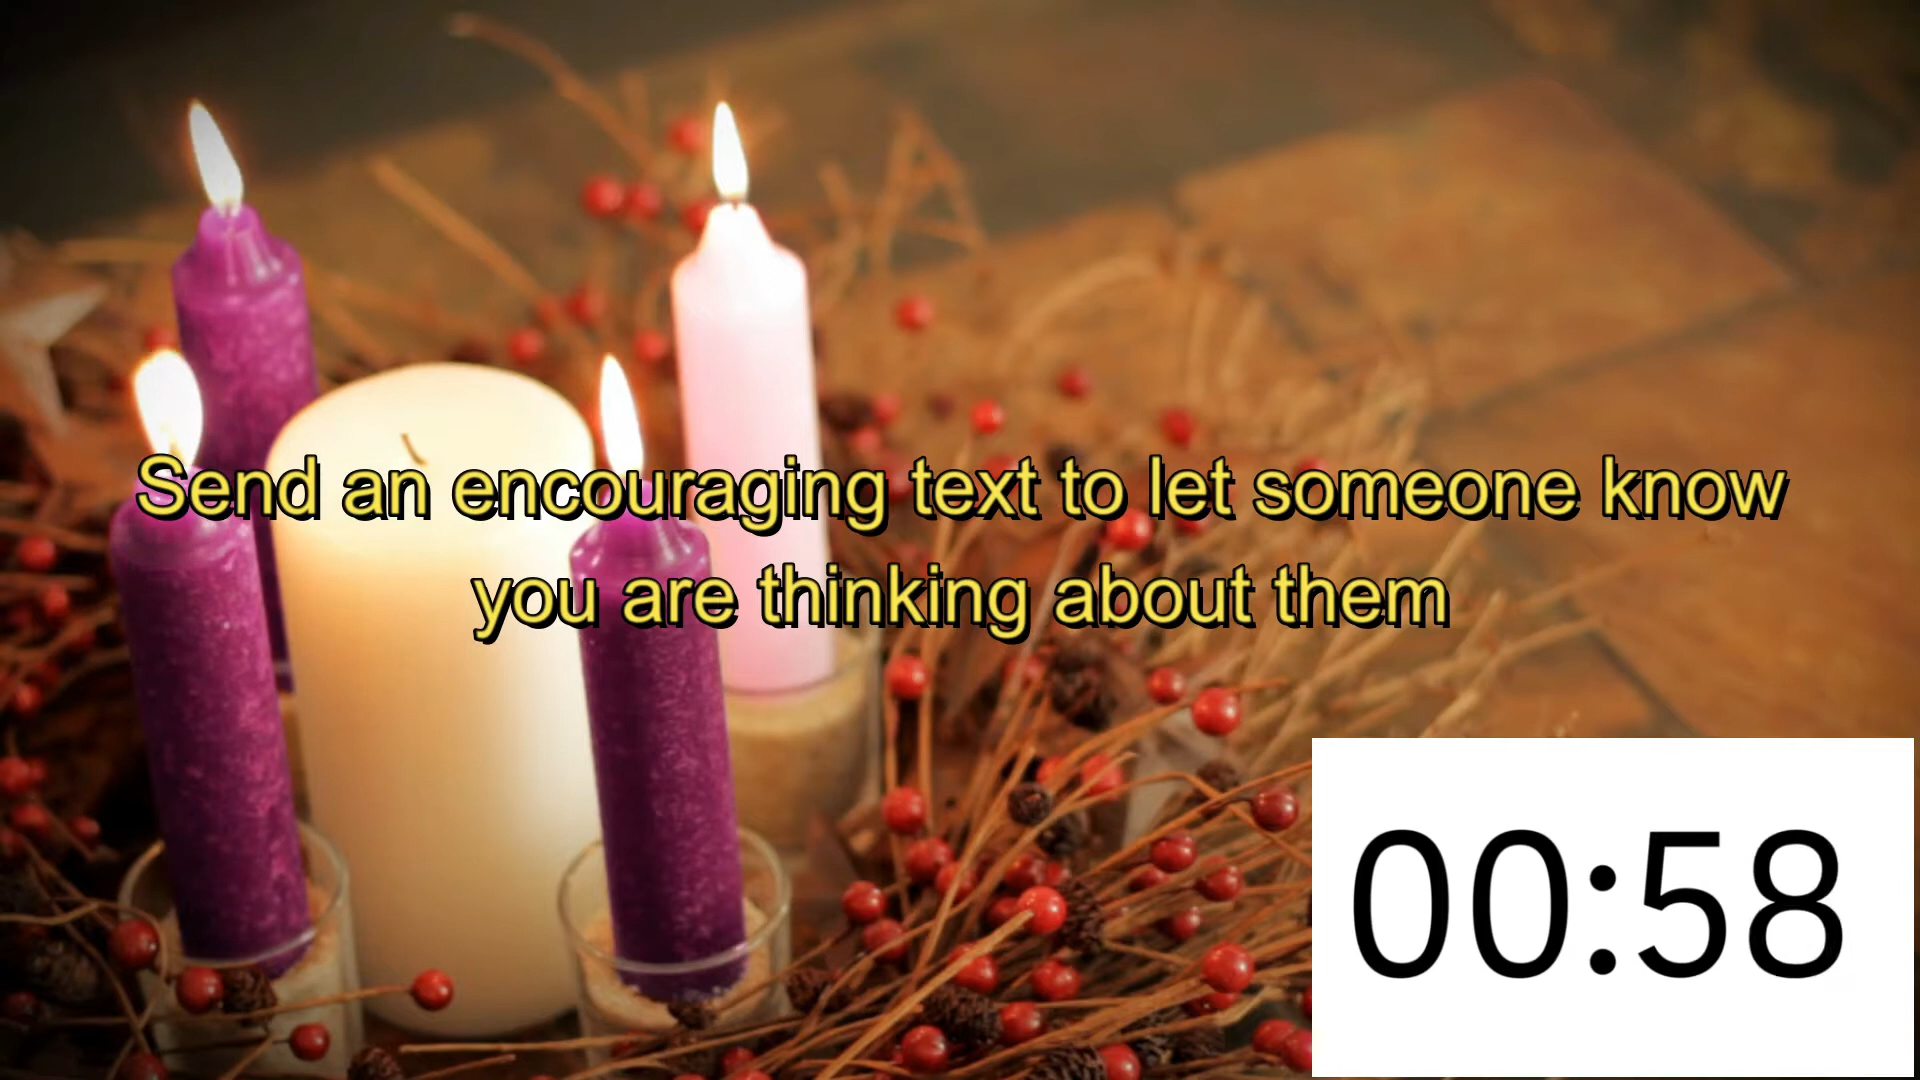 Send an encouraging text to let someone know
you are thinking about them
00:58